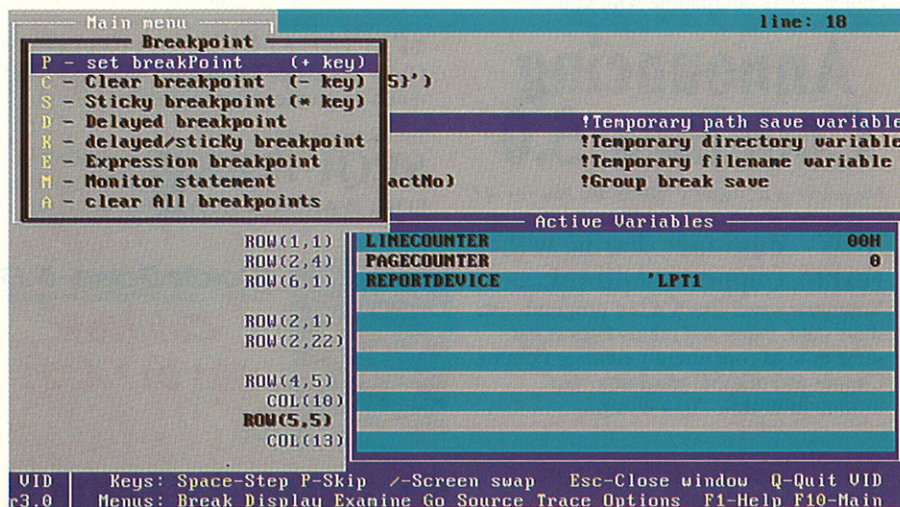 Main menu
line: 18
Breakpoint
P - set breakPoint (+ key)
C - Clear breakpoint (- key)
5}')
S - Sticky breakpoint (* key)
D - Delayed breakpoint
!Temporary path save variable
K - delayed/sticKy breakpoint
!Temporary directory variable
E - Expression breakpoint
!Temporary filename variable
M - Monitor statement
actNo)
!Group break save
A - clear All breakpoints
Active Variables
ROW(1,1)
LINECOUNTER 00H
ROW(2,4)
PAGECOUNTER 0
ROW(6,1)
REPORTDEVICE 'LPT1
ROW(2,1)
ROW(2,22)
ROW(4,5)
COL(10)
ROW(5,5)
COL(13)
VID
Keys: Space-Step P-Skip /-Screen swap Esc-Close window Q-Quit VID
r3.0
Menus: Break Display Examine Go Source Trace Options F1-Help F10-Main